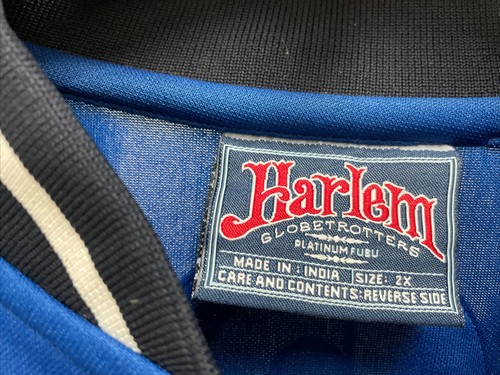 Harlem
GLOBETROTTERS
PLATINUM FUBU
MADE IN: INDIA SIZE: 2X
CARE AND CONTENTS: REVERSE SIDE